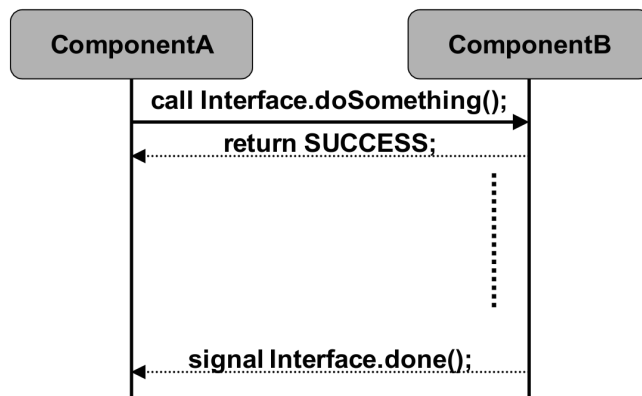 ComponentA
ComponentB
call Interface.doSomething();
return SUCCESS;
signal Interface.done();